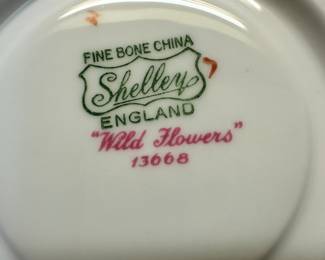 FINE BONE CHINA
Shelley
ENGLAND
"Wild Flowers"
13668